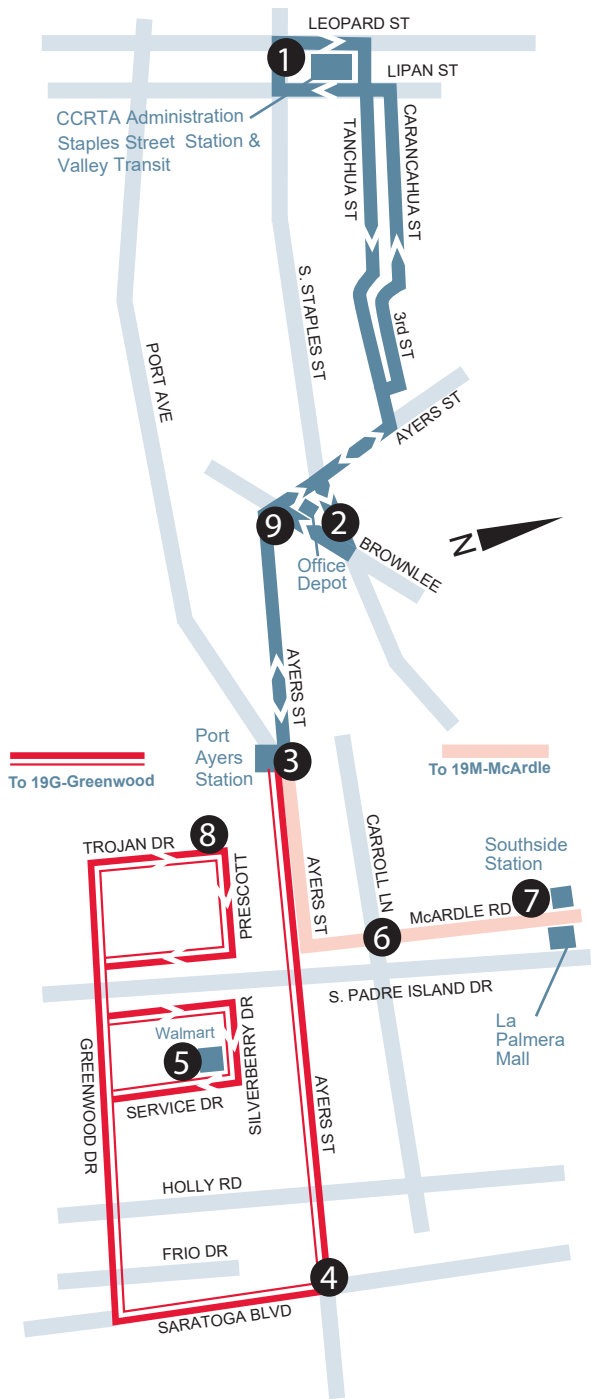 LEOPARD ST
1
LIPAN ST
CCRTA Administration
Staples Street Station &
Valley Transit
TANCHUA ST
CARANCAHUA ST
S. STAPLES ST
3rd ST
PORT AVE
AYERS ST
9
2
N
BROWNLEE
Office
Depot
AYERS ST
Port
Ayers
Station
3
To 19G-Greenwood
To 19M-McArdle
TROJAN DR
8
PRESCOTT
CARROLL LN
Southside
Station
7
AYERS ST
McARDLE RD
6
S. PADRE ISLAND DR
La
Palmera
Mall
Walmart
5
SILVERBERRY DR
GREENWOOD DR
SERVICE DR
AYERS ST
HOLLY RD
FRIO DR
4
SARATOGA BLVD